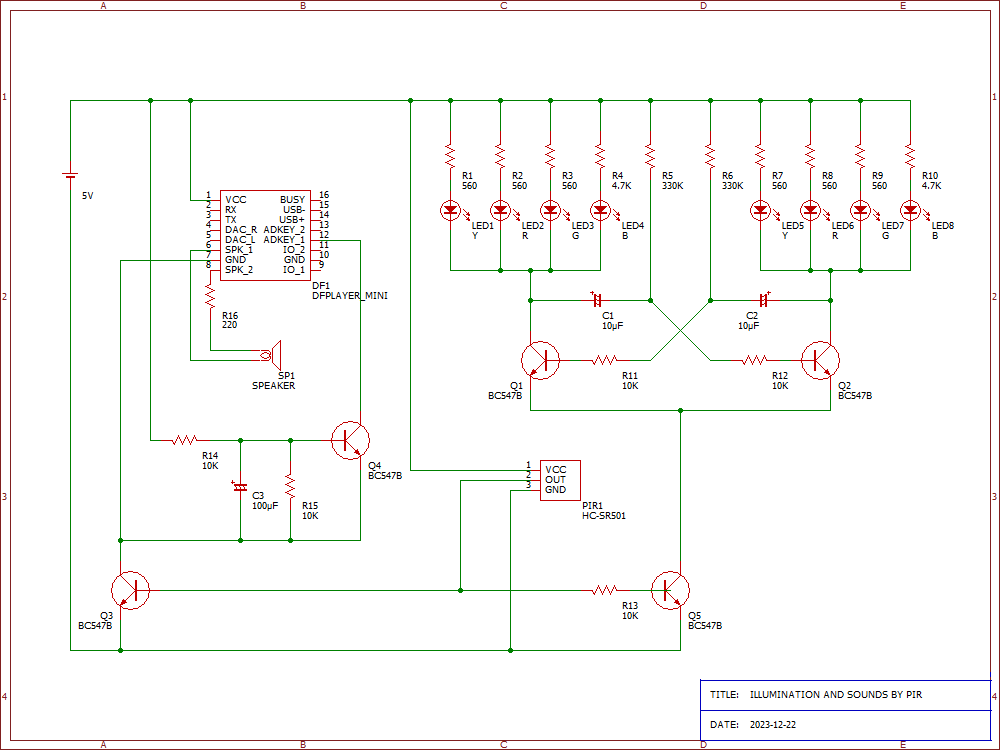 A B C D E
1 1
5V
R1 R2 R3 R4 R5 R6 R7 R8 R9 R10
560 560 560 4.7K 330K 330K 560 560 560 4.7K
LED1 LED2 LED3 LED4 LED5 LED6 LED7 LED8
Y R G B Y R G B
1 VCC BUSY 16
2 RX USB- 15
3 TX USB+ 14
4 DAC_R ADKEY_2 13
5 DAC_L ADKEY_1 12
6 SPK_1 IO_2 11
7 GND GND 10
8 SPK_2 IO_1 9
DF1
DFPLAYER_MINI
2 2
R16
220
C1
10µF
C2
10µF
SP1
SPEAKER
R11
10K
R12
10K
Q1
BC547B
Q2
BC547B
R14
10K
Q4
BC547B
1 VCC
2 OUT
3 GND
PIR1
HC-SR501
3 3
C3
100µF
R15
10K
Q3
BC547B
R13
10K
Q5
BC547B
4 4
TITLE: ILLUMINATION AND SOUNDS BY PIR
DATE: 2023-12-22
A B C D E